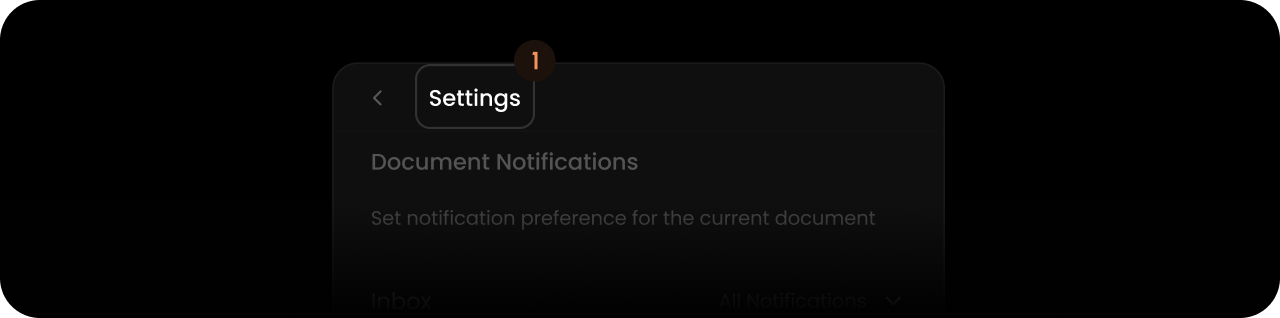 1
Settings
Document Notifications
Set notification preference for the current document
Inbox All Notifications